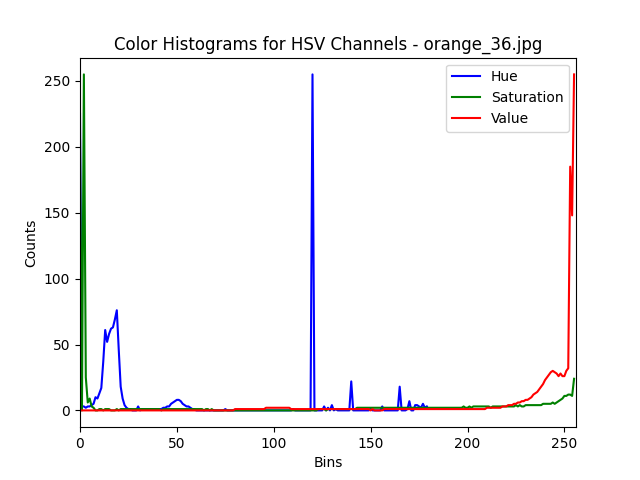 Color Histograms for HSV Channels - orange_36.jpg
Hue
Saturation
Value
Counts
250
200
150
100
50
0
0 50 100 150 200 250
Bins